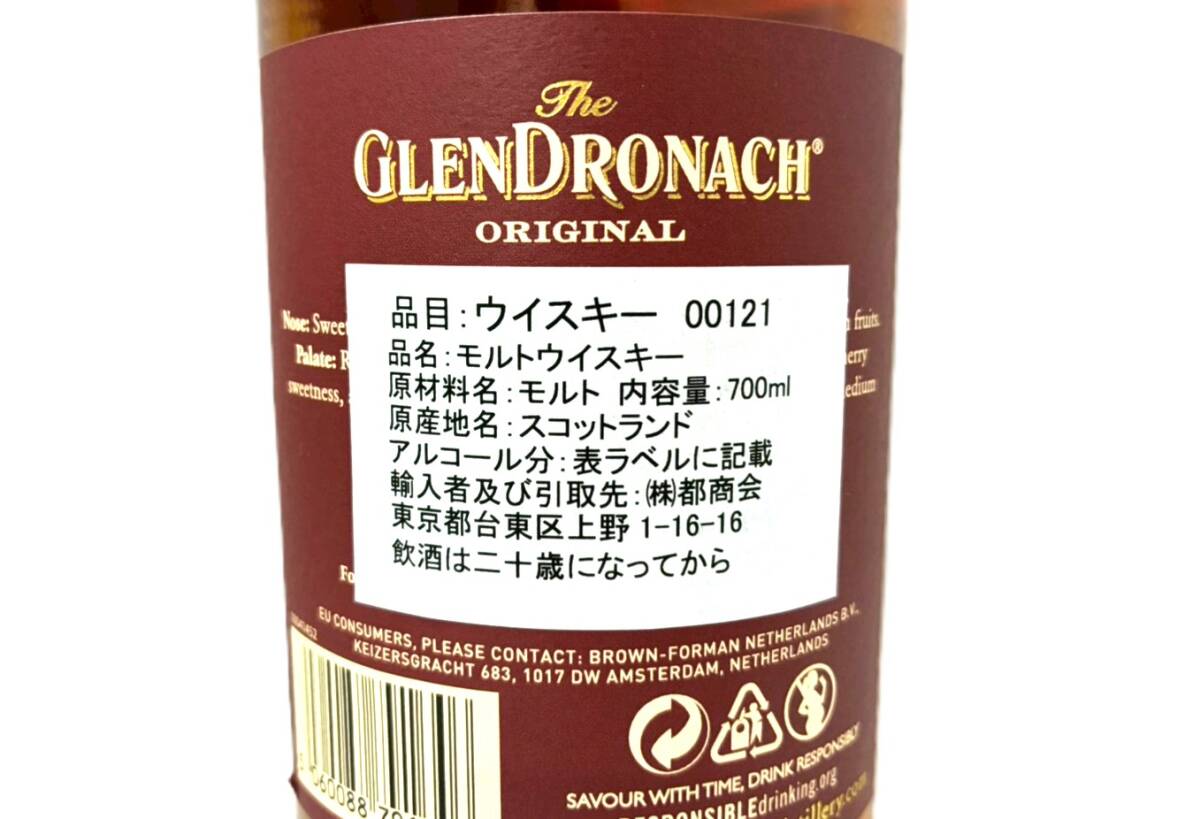 The
GLENDRONACH®
ORIGINAL
品目:ウイスキー 00121
品名:モルトウイスキー
原材料名:モルト 内容量:700ml
原産地名:スコットランド
アルコール分:表ラベルに記載
輸入者及び引取先:㈱都商会
東京都台東区上野 1-16-16
飲酒は二十歳になってから
Nose: Sweet fruits.
Palate:
sweetness,
EU CONSUMERS, PLEASE CONTACT: BROWN-FORMAN NETHERLANDS B.V.,
KEIZERSGRACHT 683, 1017 DW AMSTERDAM, NETHERLANDS
SAVOUR WITH TIME, DRINK RESPONSIBLY
RESPONSIBLEdrinking.org